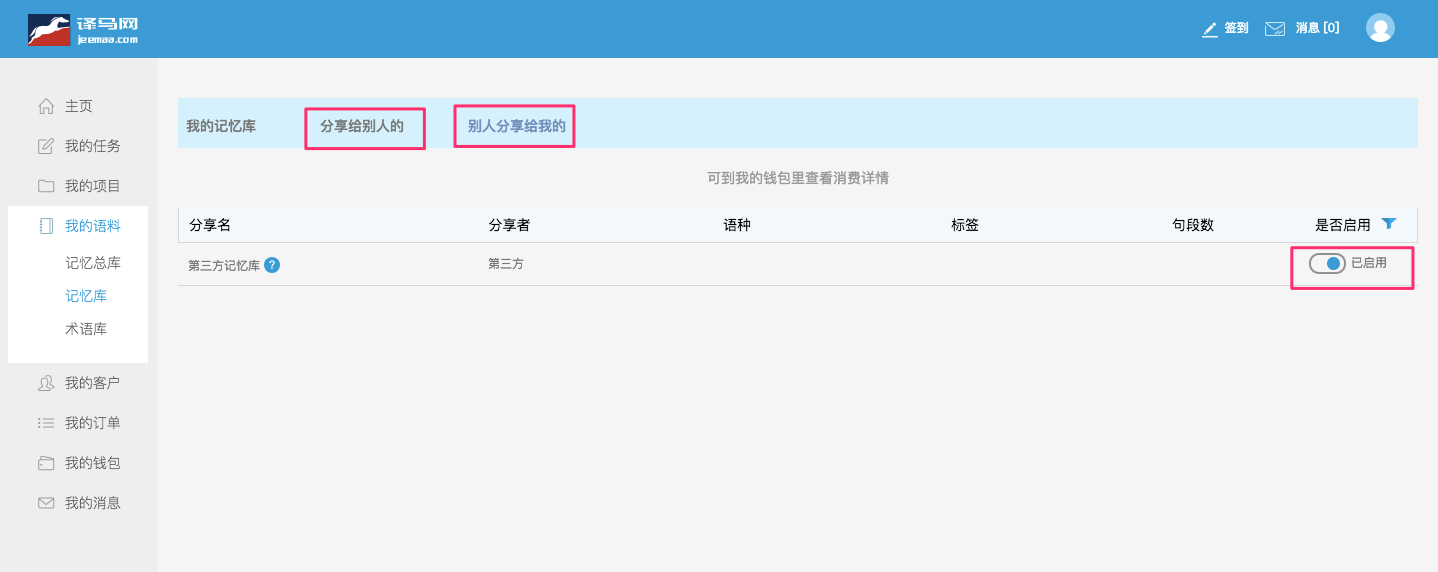 译马网
jeemaa.com
签到
消息 [0]
主页
我的任务
我的项目
我的语料
记忆总库
记忆库
术语库
我的客户
我的订单
我的钱包
我的消息
我的记忆库 分享给别人的 别人分享给我的
可到我的钱包里查看消费详情
分享名 分享者 语种 标签 句段数 是否启用
第三方记忆库 ? 第三方 已启用